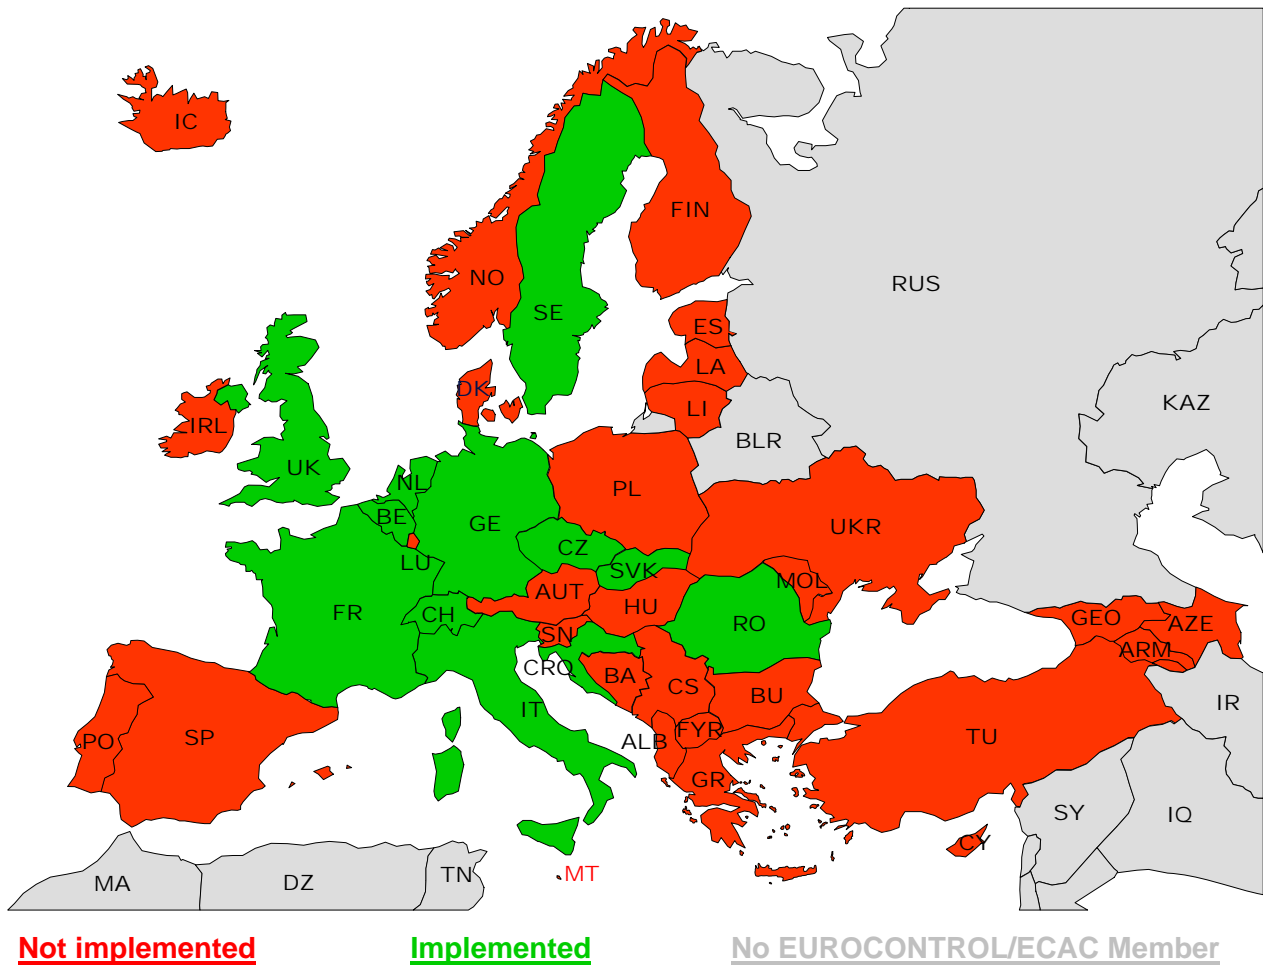 IC
FIN
NO
RUS
SE
ES
LA
DK
KAZ
LI
IRL
BLR
UK
NL
PL
BE
GE
UKR
CZ
LU
SVK
MOL
AUT
HU
FR
CH
GEO
RO
AZE
SN
ARM
CRO
BA
CS
BU
IR
IT
PO
SP
FYR
TU
ALB
GR
SY
IQ
CY
MA
DZ
TN
MT
Not implemented
Implemented
No EUROCONTROL/ECAC Member